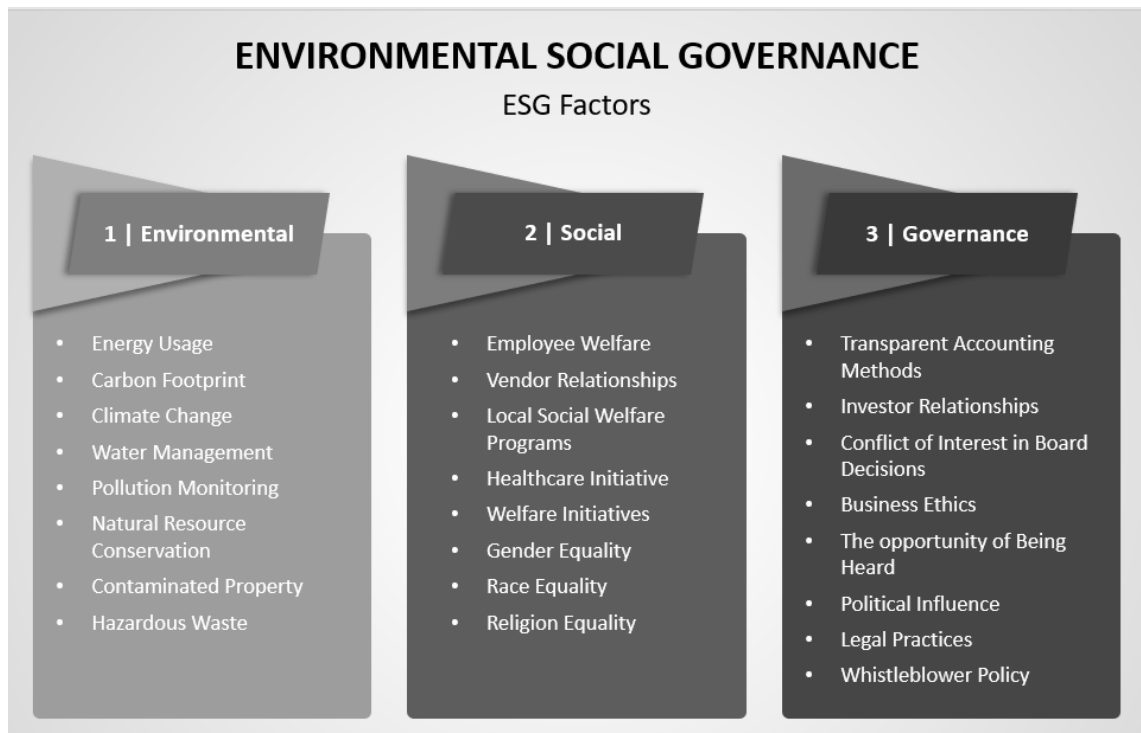 ENVIRONMENTAL SOCIAL GOVERNANCE
ESG Factors
1 | Environmental
• Energy Usage
• Carbon Footprint
• Climate Change
• Water Management
• Pollution Monitoring
• Natural Resource
Conservation
• Contaminated Property
• Hazardous Waste
2 | Social
• Employee Welfare
• Vendor Relationships
• Local Social Welfare
Programs
• Healthcare Initiative
• Welfare Initiatives
• Gender Equality
• Race Equality
• Religion Equality
3 | Governance
• Transparent Accounting
Methods
• Investor Relationships
• Conflict of Interest in Board
Decisions
• Business Ethics
• The opportunity of Being
Heard
• Political Influence
• Legal Practices
• Whistleblower Policy